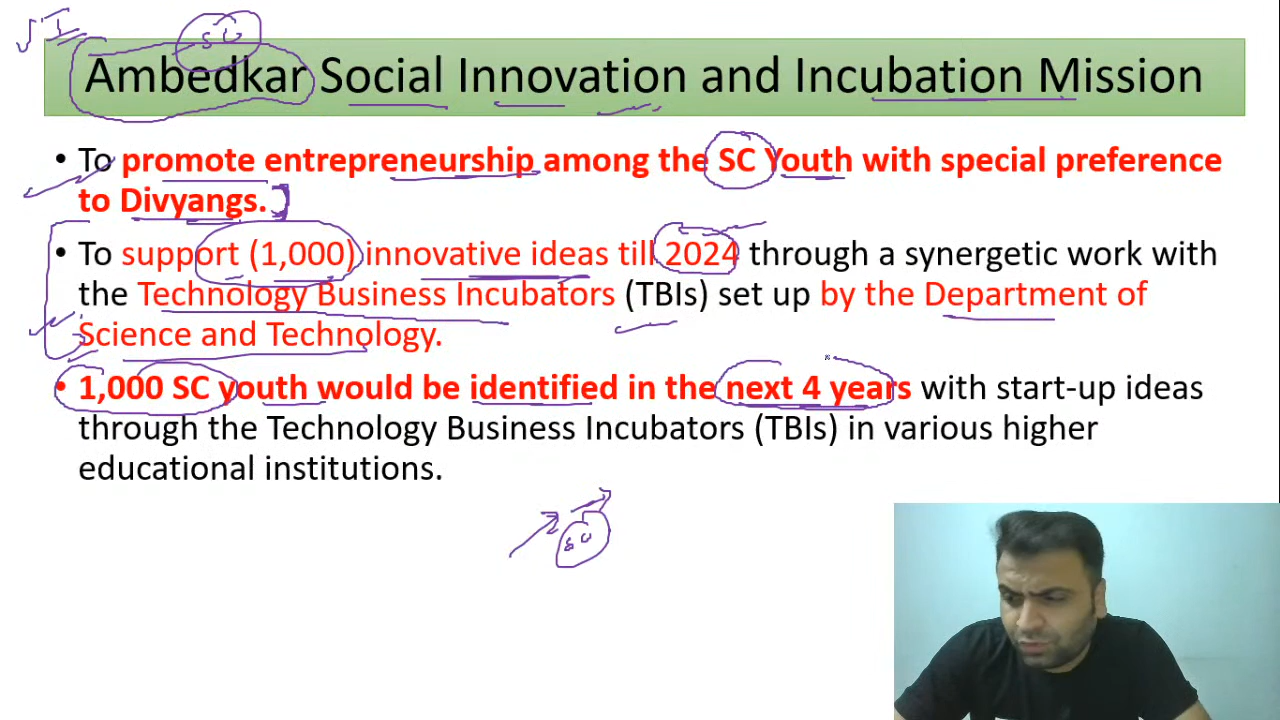 SC
Ambedkar Social Innovation and Incubation Mission
• To promote entrepreneurship among the SC Youth with special preference
to Divyangs.
• To support (1,000) innovative ideas till 2024 through a synergetic work with
the Technology Business Incubators (TBIs) set up by the Department of
Science and Technology.
• 1,000 SC youth would be identified in the next 4 years with start-up ideas
through the Technology Business Incubators (TBIs) in various higher
educational institutions.
SC